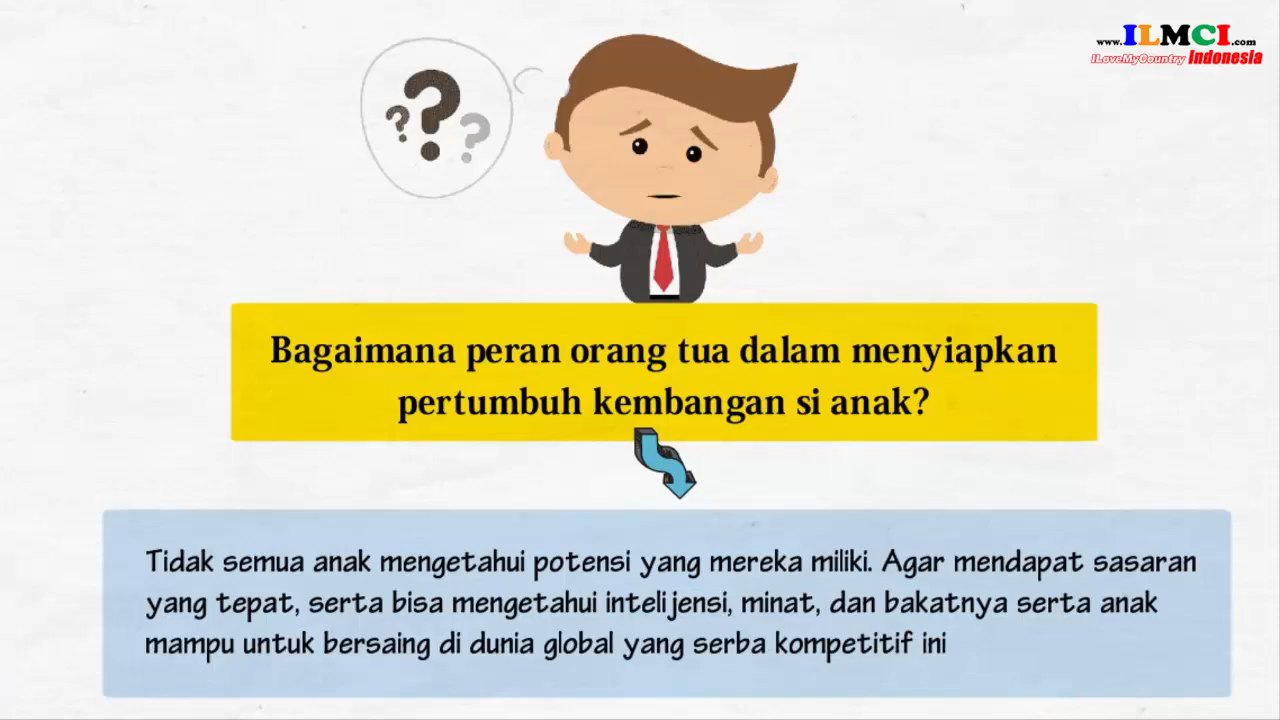 www.ILMCI.com
ILoveMyCountry Indonesia
? ? ?
Bagaimana peran orang tua dalam menyiapkan
pertumbuh kembangan si anak?
Tidak semua anak mengetahui potensi yang mereka miliki. Agar mendapat sasaran
yang tepat, serta bisa mengetahui intelijensi, minat, dan bakatnya serta anak
mampu untuk bersaing di dunia global yang serba kompetitif ini